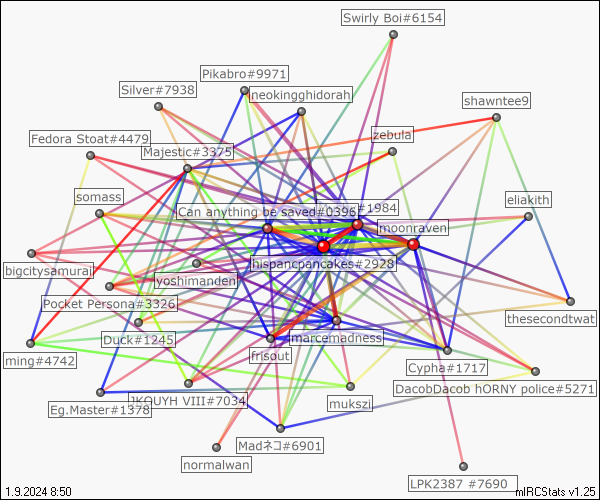 Swirly Boi#6154
Pikabro#9971
Silver#7938
neokingghidorah
shawntee9
zebula
Fedora Stoat#4479
Majestic#3375
somass
eliakith
Can anything be saved#0396
#1984
moonraven
hispancpancakes#2928
bigcitysamurai
yoshimanden
Pocket Persona#3326
thesecondtwat
Duck#1245
marcemadness
frisout
ming#4742
Cypha#1717
DacobDacob hORNY police#5271
JKOUYH VIII#7034
Eg.Master#1378
mukszi
Madネコ#6901
normalwan
LPK2387 #7690
1.9.2024 8:50
mIRCStats v1.25